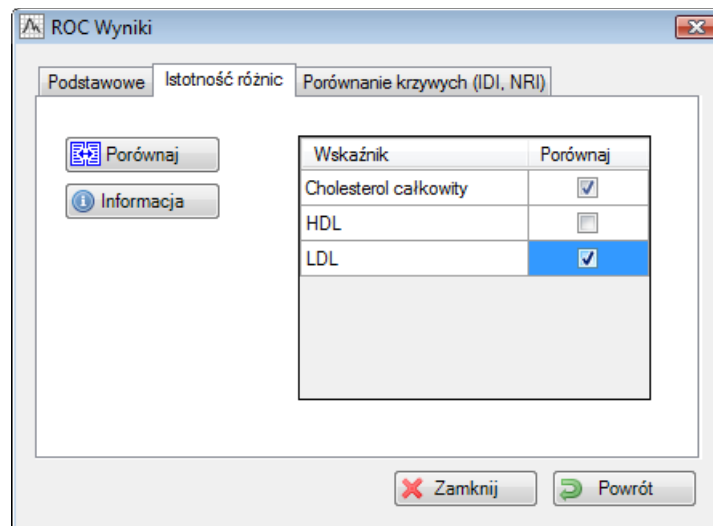 ROC Wyniki
Podstawowe Istotność różnic Porównanie krzywych (IDI, NRI)
Porównaj
Informacja
Wskaźnik Porównaj
Cholesterol całkowity
HDL
LDL
Zamknij Powrót